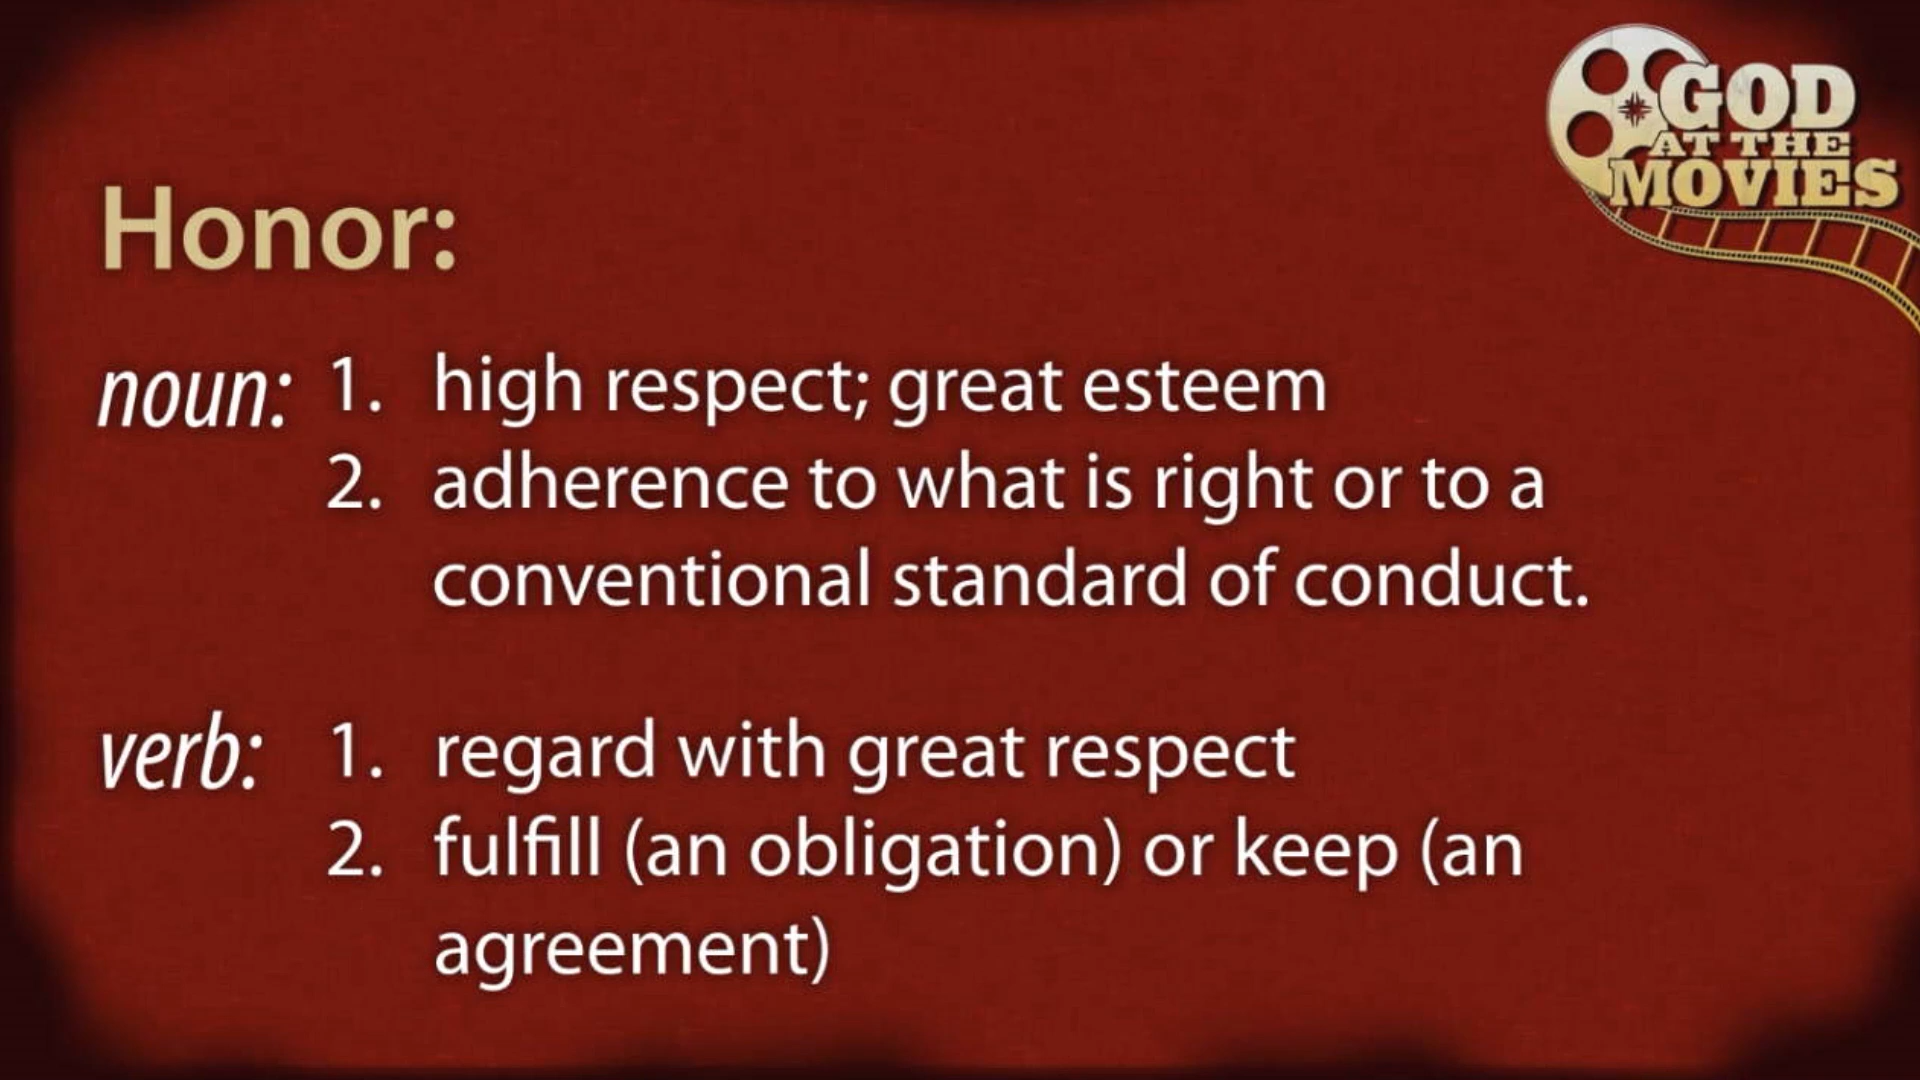 GOD
AT THE
MOVIES
Honor:
noun: 1. high respect; great esteem
2. adherence to what is right or to a
conventional standard of conduct.
verb: 1. regard with great respect
2. fulfill (an obligation) or keep (an
agreement)